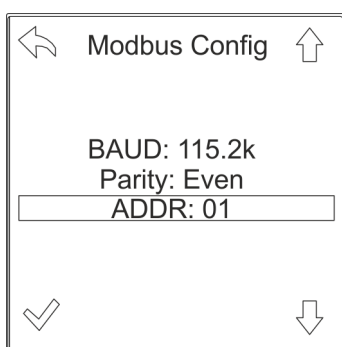 Modbus Config
BAUD: 115.2k
Parity: Even
ADDR: 01